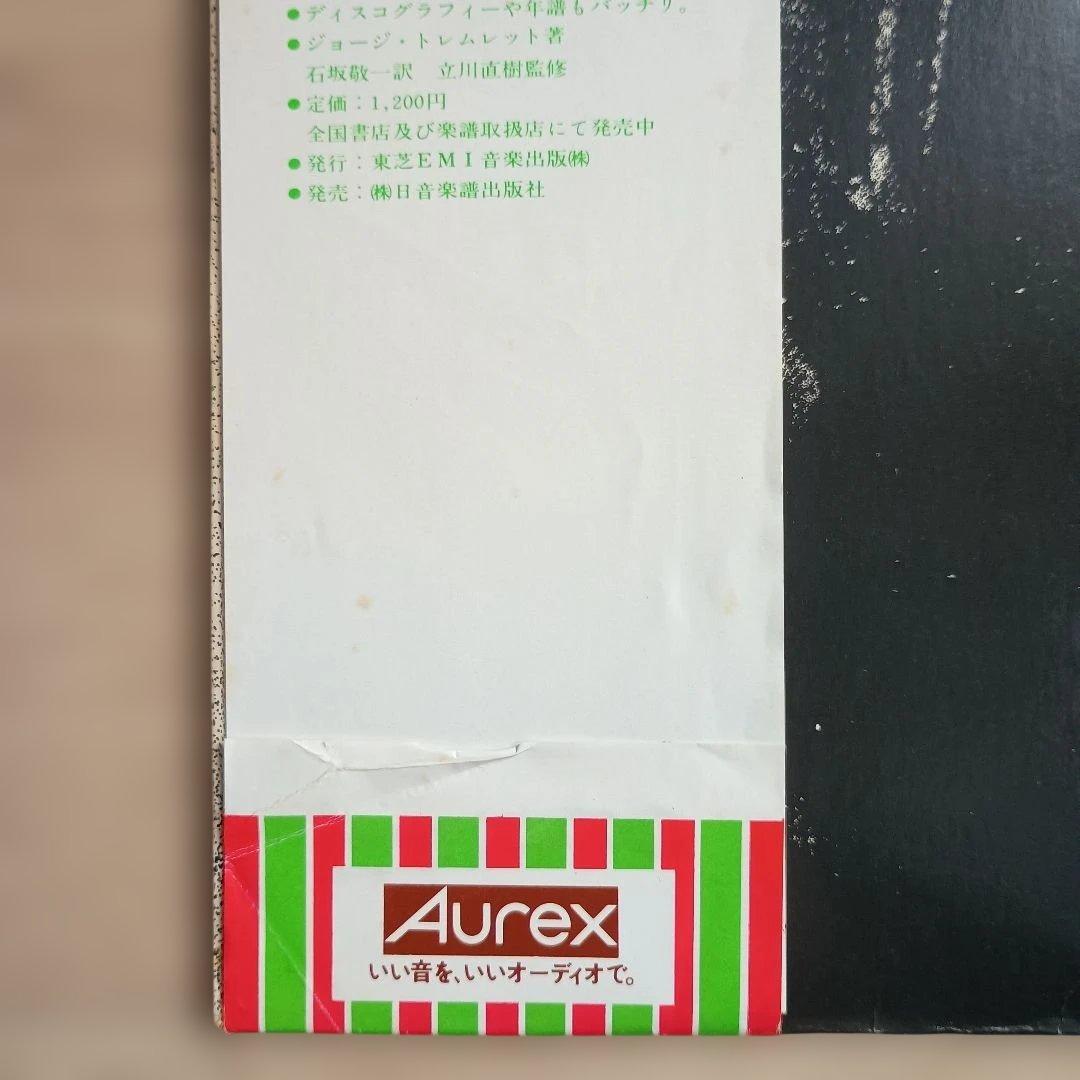 ●ディスコグラフィーや年譜もバッチリ。
●ジョージ・トレムレット著
石坂敬一訳　立川直樹監修
●定価：1,200円
全国書店及び楽譜取扱店にて発売中
●発行：東芝EMI音楽出版㈱
●発売：㈱日音楽譜出版社
Aurex
いい音を、いいオーディオで。